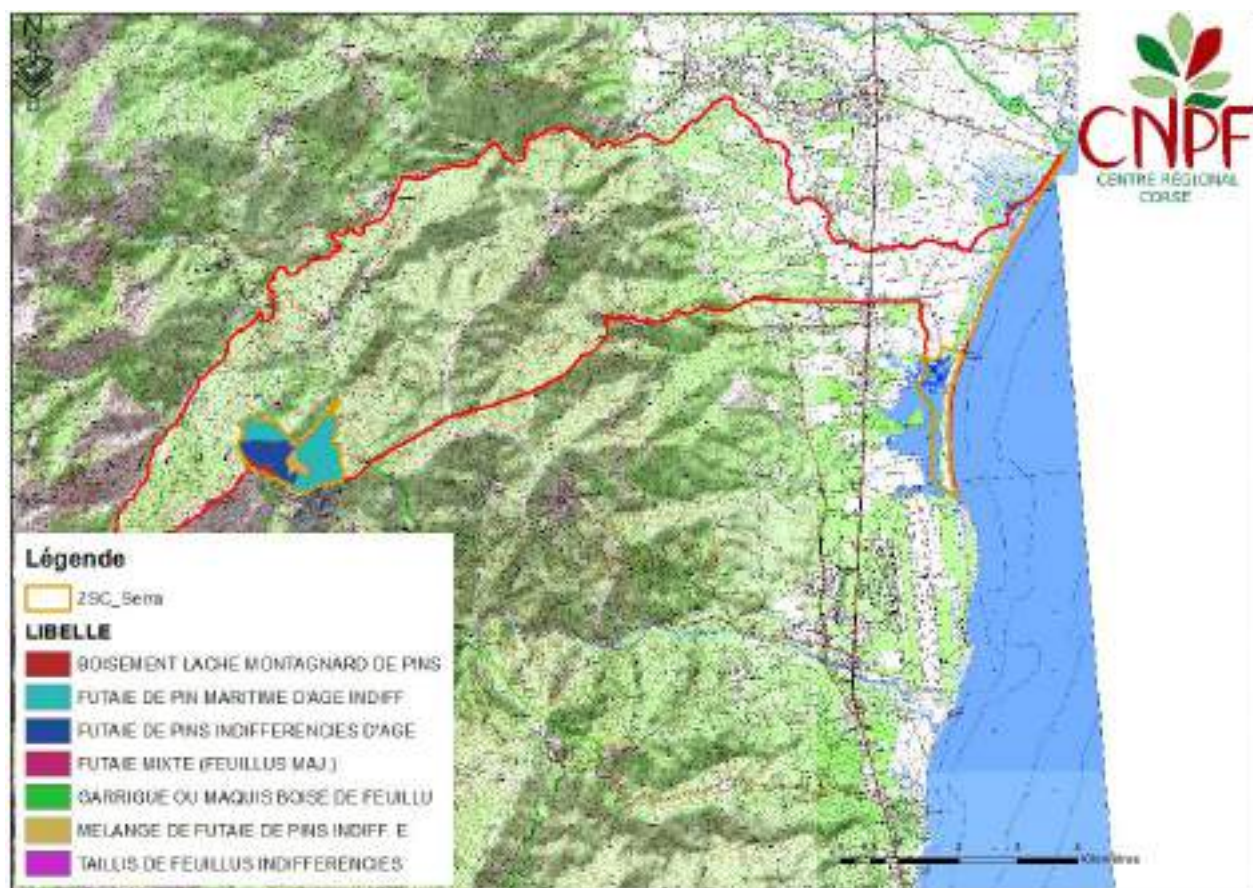 N
CNPF
CENTRE RÉGIONAL
CORSE
Légende
ZSC_Serra
LIBELLE
BOISEMENT LACHE MONTAGNARD DE PINS
FUTAIE DE PIN MARITIME D'AGE INDIFF
FUTAIE DE PINS INDIFFERENCIES D'AGE
FUTAIE MIXTE (FEUILLUS MAJ.)
GARRIGUE OU MAQUIS BOISE DE FEUILLU
MELANGE DE FUTAIE DE PINS INDIFF. E
TAILLIS DE FEUILLUS INDIFFERENCIES
Kilomètres